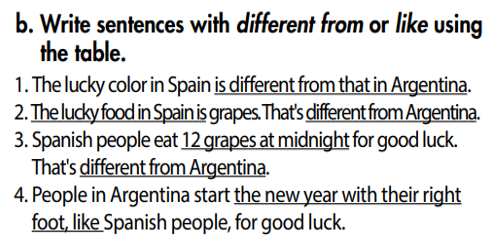 b. Write sentences with different from or like using
the table.
1. The lucky color in Spain is different from that in Argentina.
2. The lucky food in Spain is grapes. That's different from Argentina.
3. Spanish people eat 12 grapes at midnight for good luck.
That's different from Argentina.
4. People in Argentina start the new year with their right
foot, like Spanish people, for good luck.